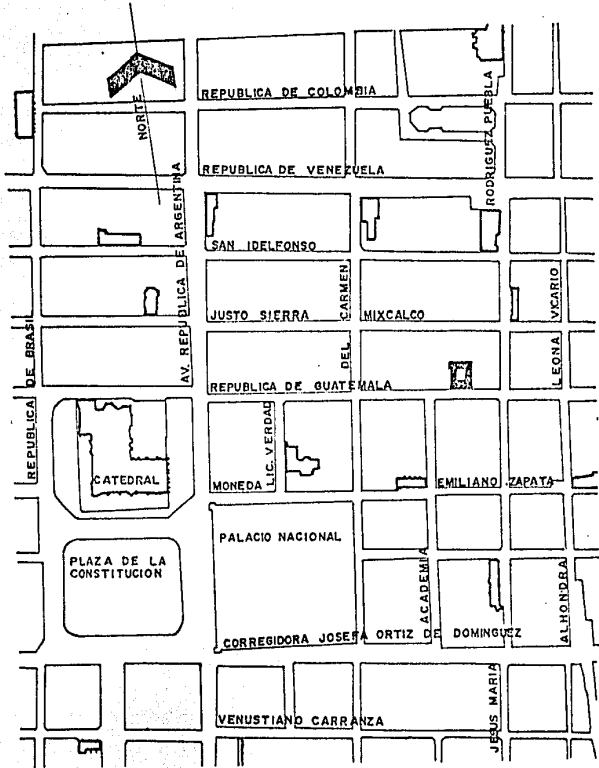 REPUBLICA DE COLOMBIA
NORTE
RODRIGUEZ PUEBLA
REPUBLICA DE VENEZUELA
AV. REPUBLICA DE ARGENTINA
SAN IDELFONSO
CARMEN
VICARIO
JUSTO SIERRA
MIXCALCO
REPUBLICA DE BRASIL
DEL
LEONA
REPUBLICA DE GUATEMALA
LIC. VERDAD
CATEDRAL
MONEDA
EMILIANO ZAPATA
PALACIO NACIONAL
PLAZA DE LA
CONSTITUCION
ACADEMIA
ALHONDRA
CORREGIDORA JOSEFA ORTIZ DE DOMINGUEZ
VENUSTIANO CARRANZA
JESUS MARIA